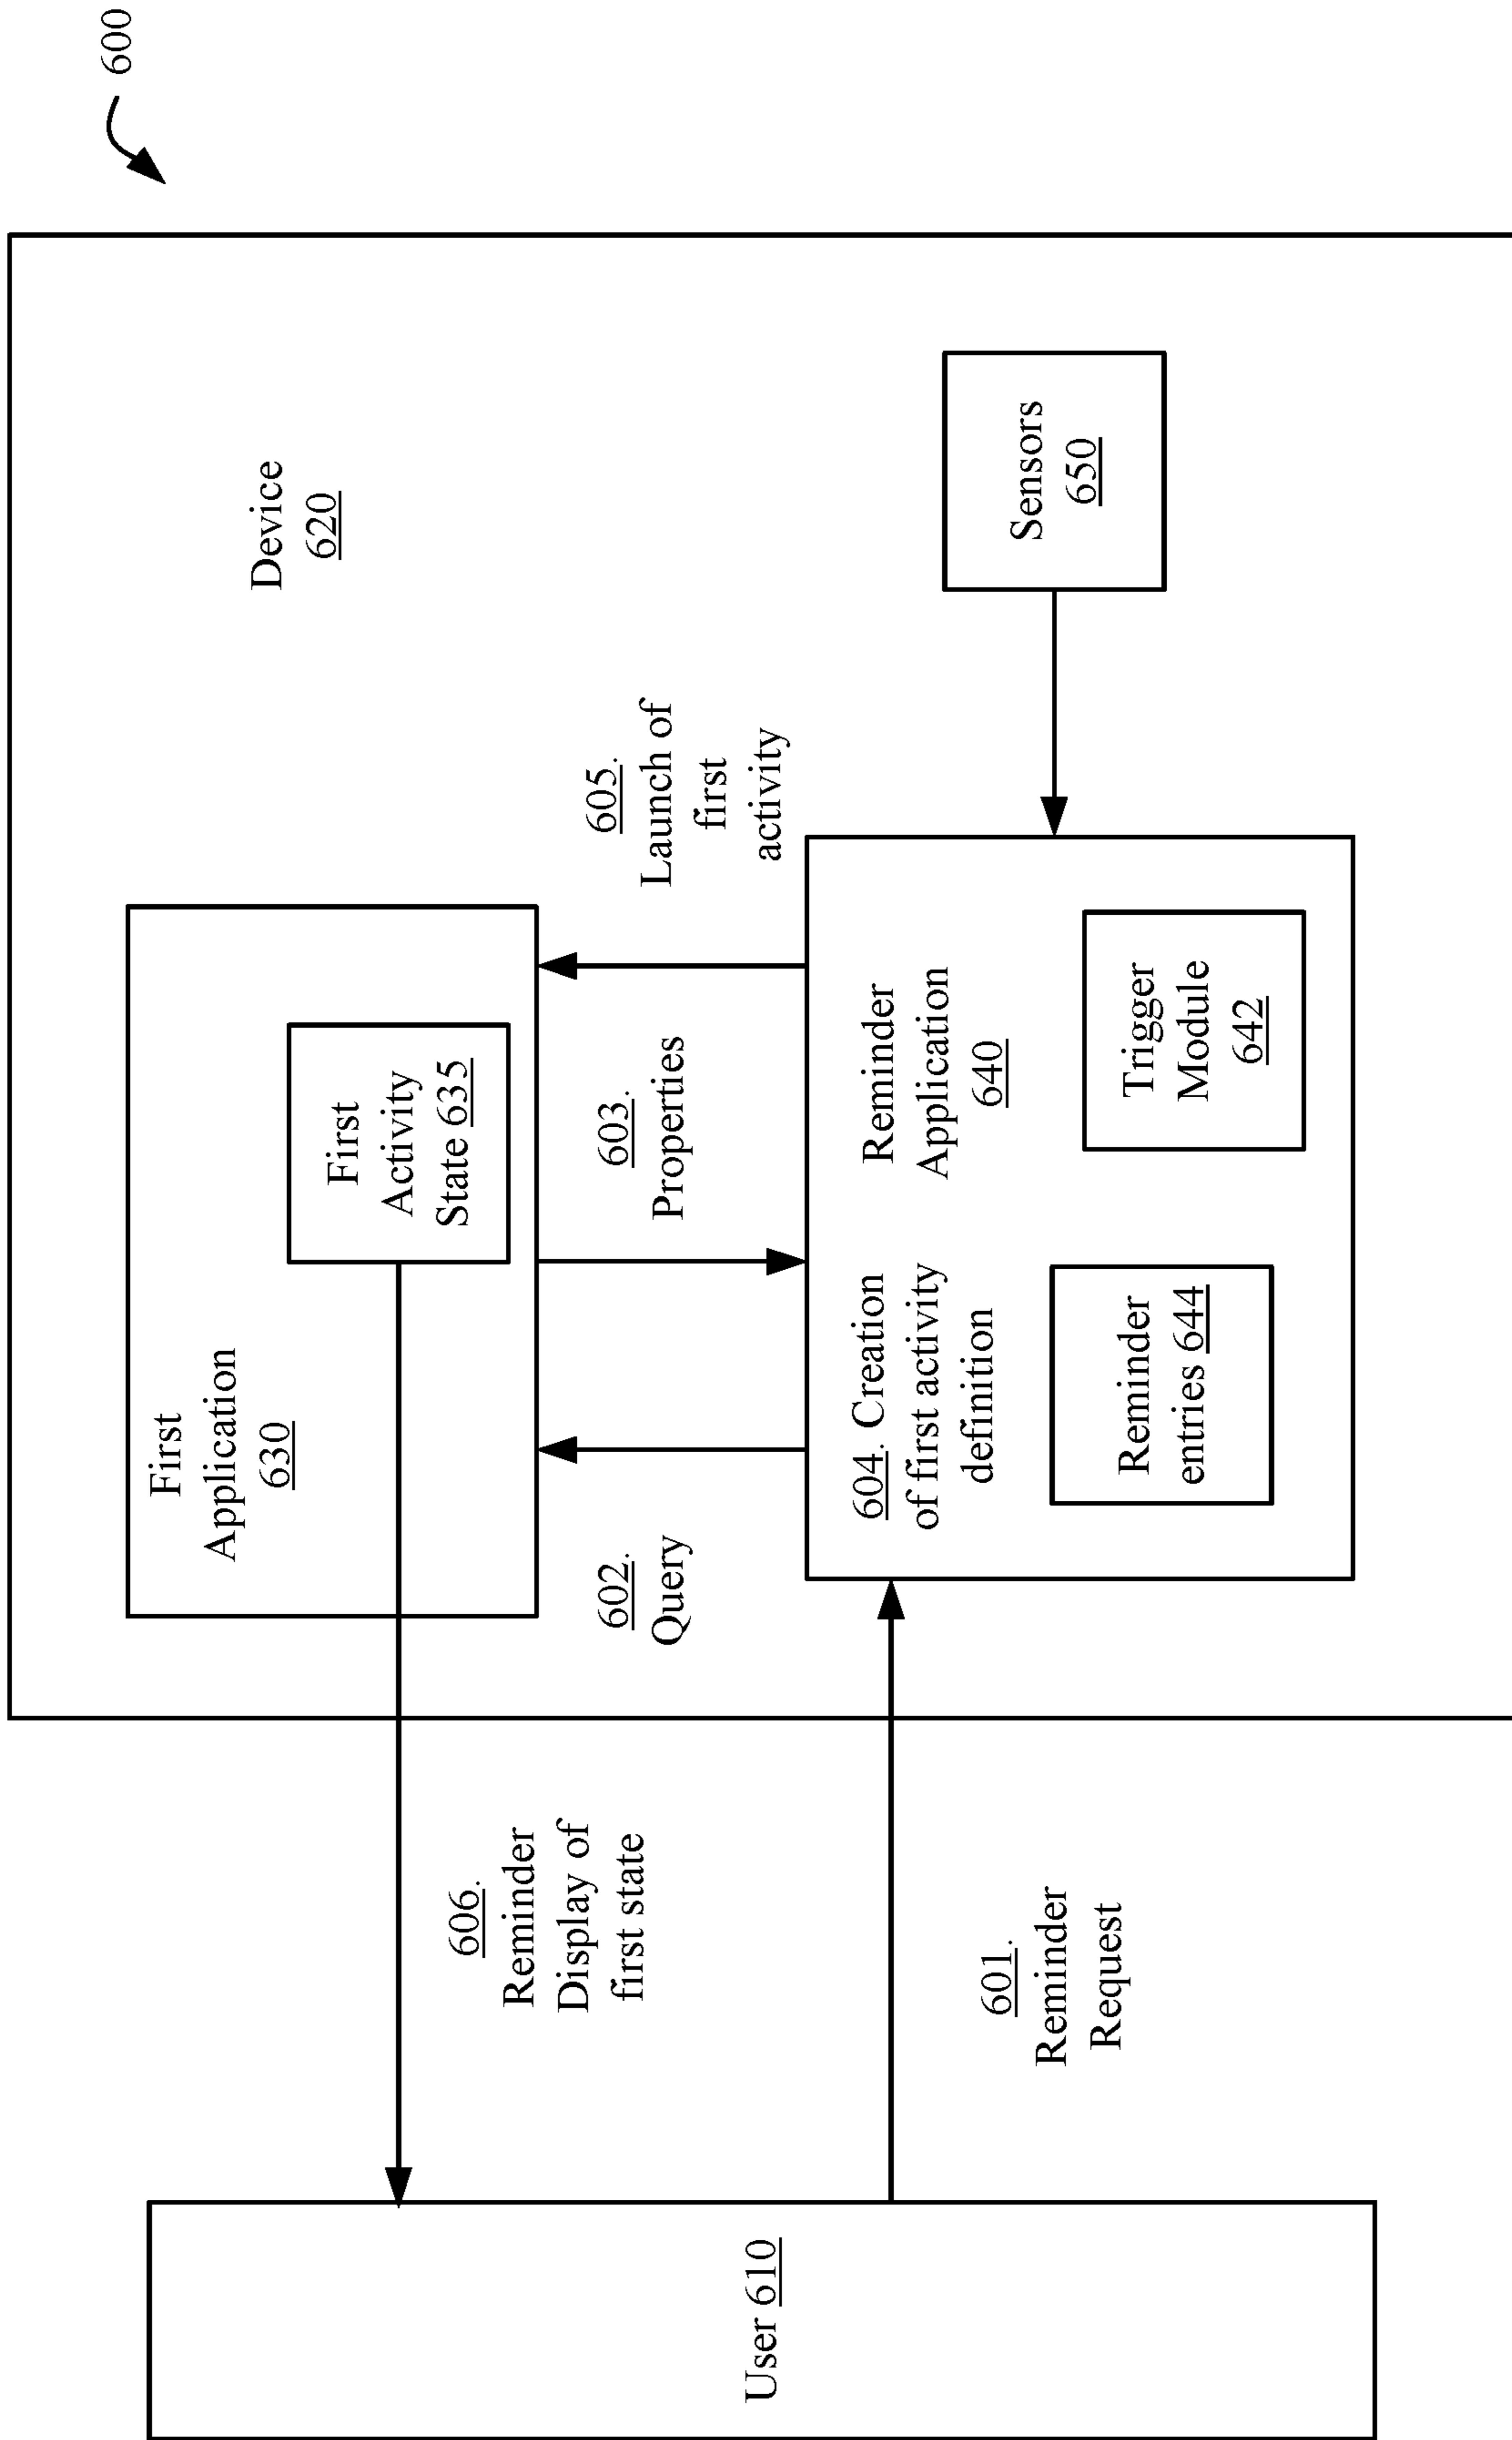 600
Device
620
First
Application
630
First
Activity
State 635
602.
Query
603.
Properties
605.
Launch of
first
activity
604. Creation
of first activity
definition
Reminder
Application
640
Reminder
entries 644
Trigger
Module
642
Sensors
650
606.
Reminder
Display of
first state
601.
Reminder
Request
User 610